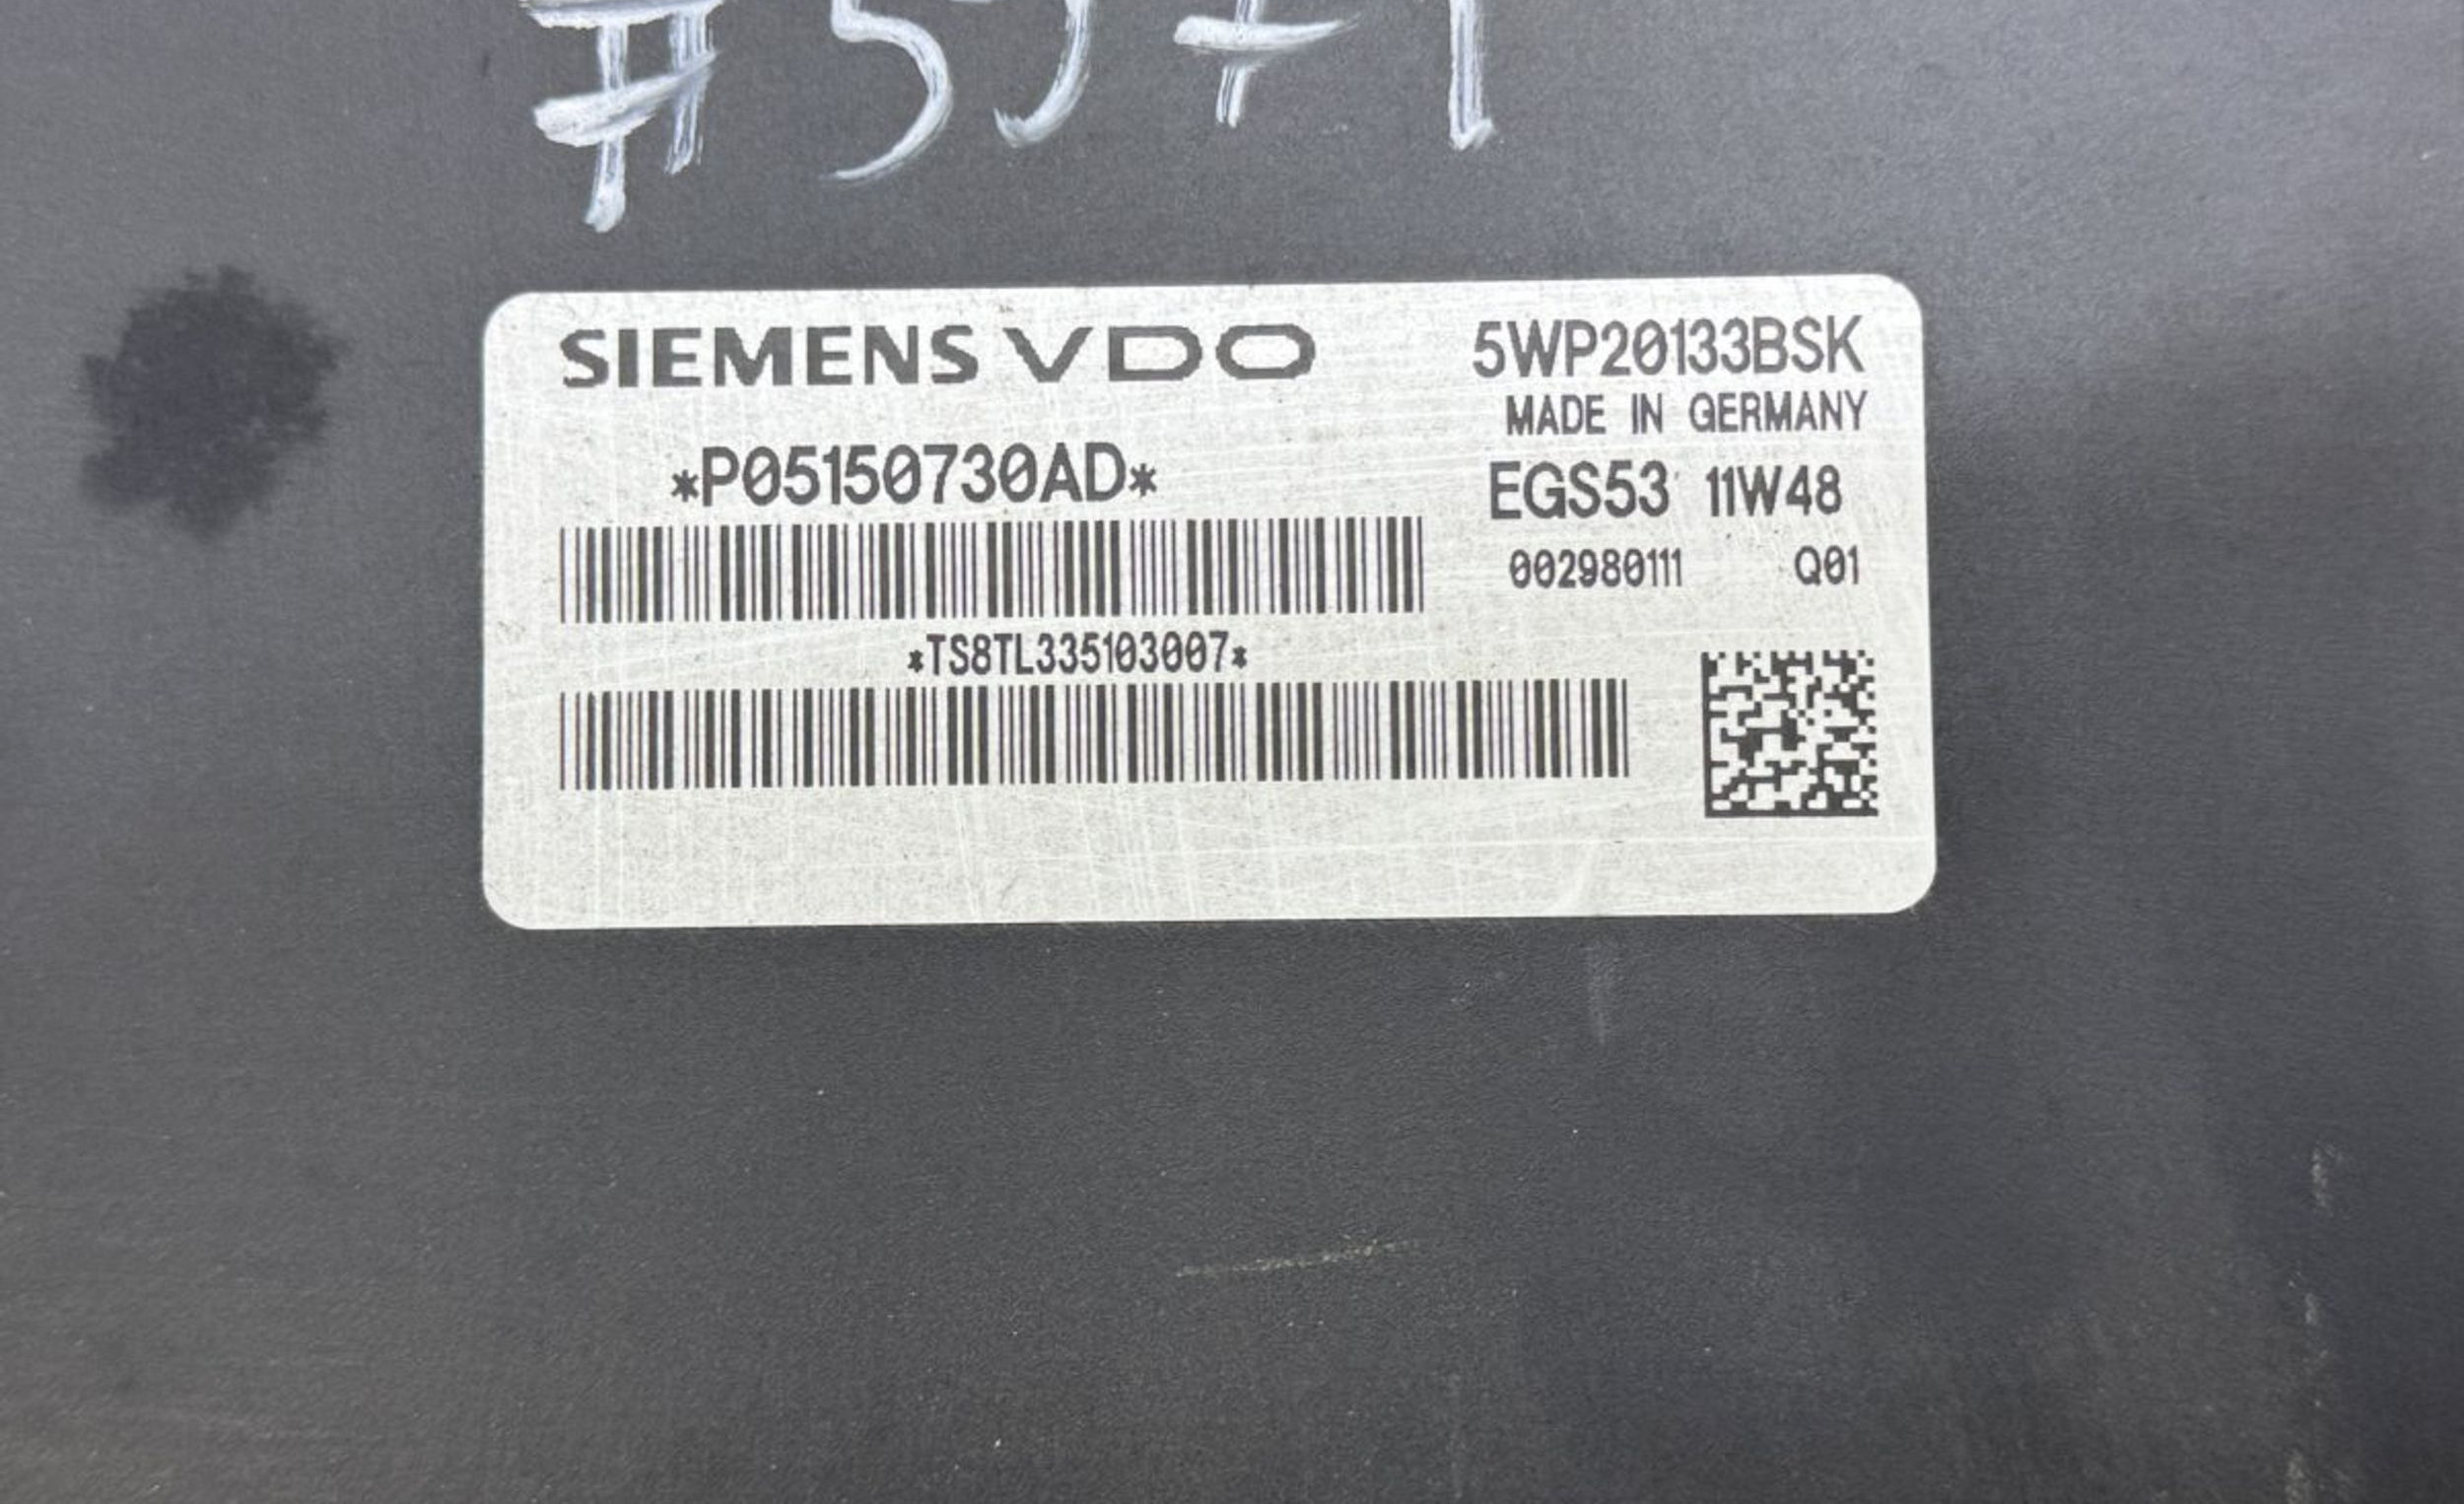 SIEMENS VDO
5WP20133BSK
MADE IN GERMANY
*P05150730AD*
EGS53 11W48
002980111 Q01
*TS8TL335103007*